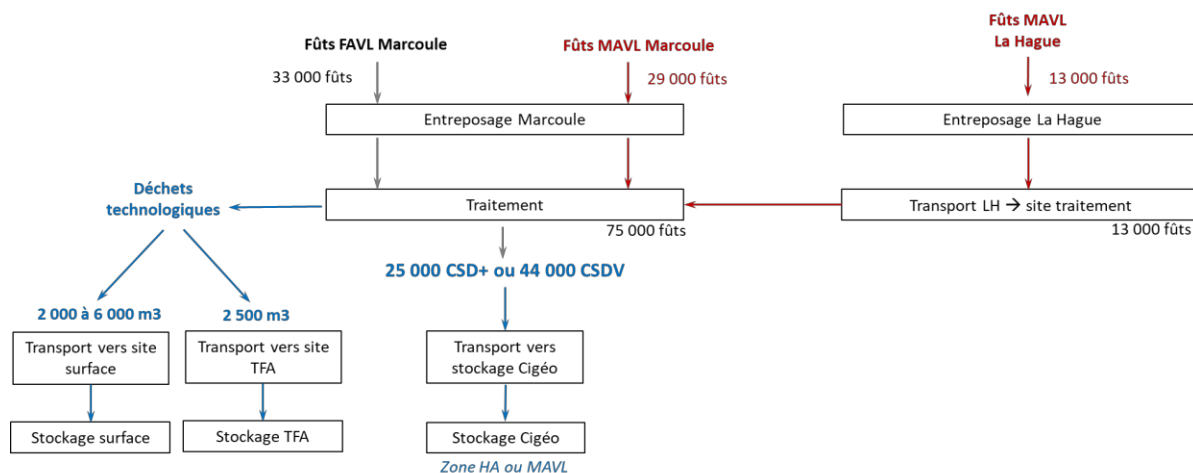 Fûts FAVL Marcoule
Fûts MAVL Marcoule
Fûts MAVL
La Hague
33 000 fûts
29 000 fûts
13 000 fûts
Entreposage Marcoule
Entreposage La Hague
Déchets
technologiques
Traitement
Transport LH → site traitement
75 000 fûts
13 000 fûts
25 000 CSD+ ou 44 000 CSDV
2 000 à 6 000 m3
2 500 m3
Transport vers site
surface
Transport vers site
TFA
Transport vers
stockage Cigéo
Stockage surface
Stockage TFA
Stockage Cigéo
Zone HA ou MAVL